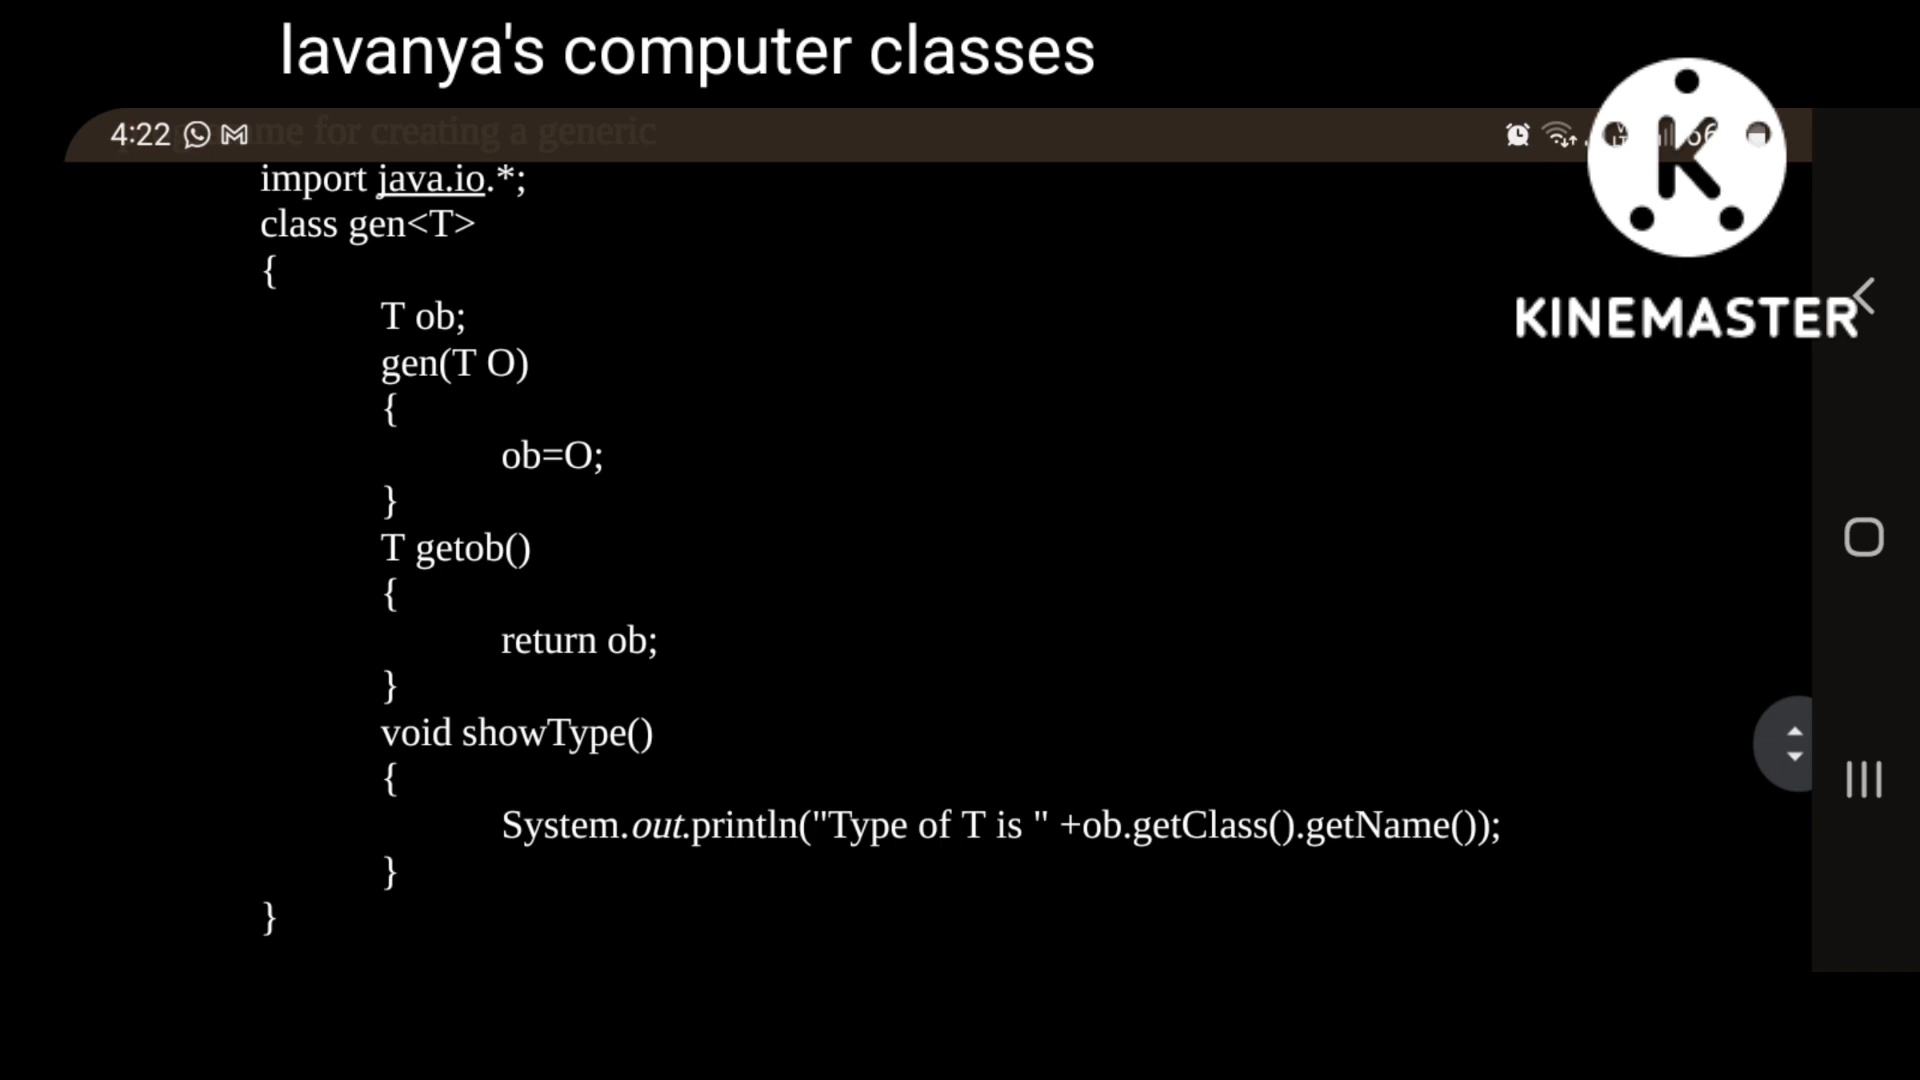 lavanya's computer classes
4:22 me for creating a generic
import java.io.*;
class gen<T>
{
T ob;
gen(T O)
{
ob=O;
}
T getob()
{
return ob;
}
void showType()
{
System.out.println("Type of T is " +ob.getClass().getName());
}
}
K
KINEMASTER